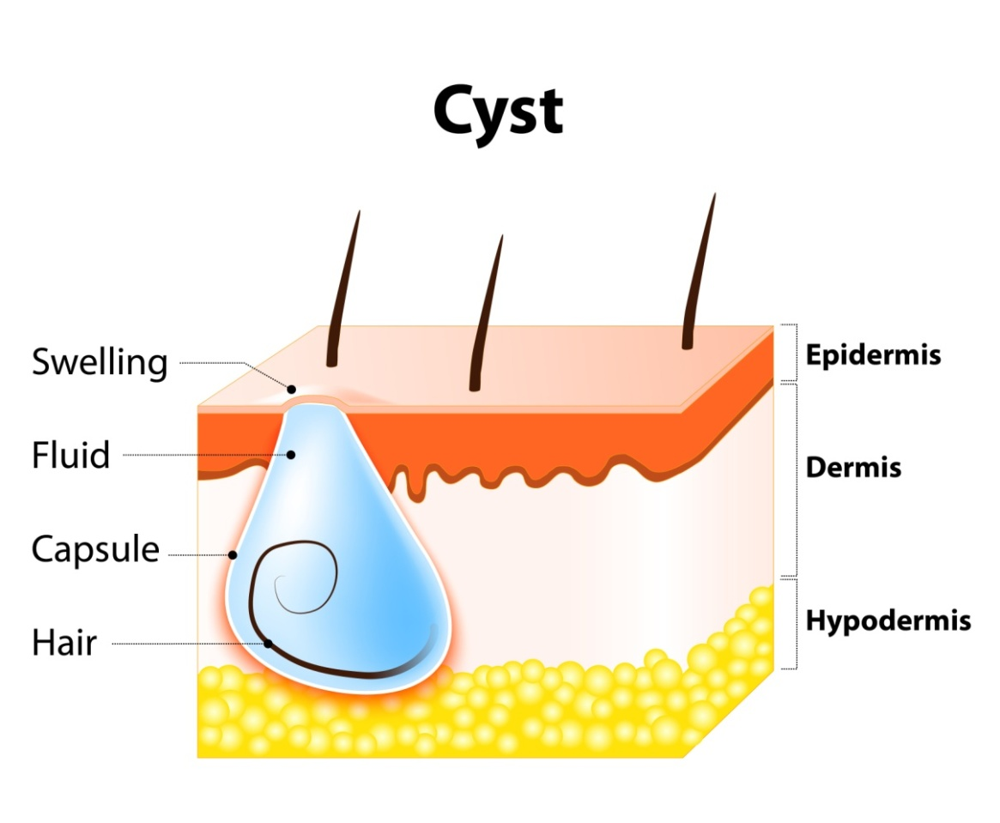 Cyst
Swelling
Fluid
Capsule
Hair
Epidermis
Dermis
Hypodermis